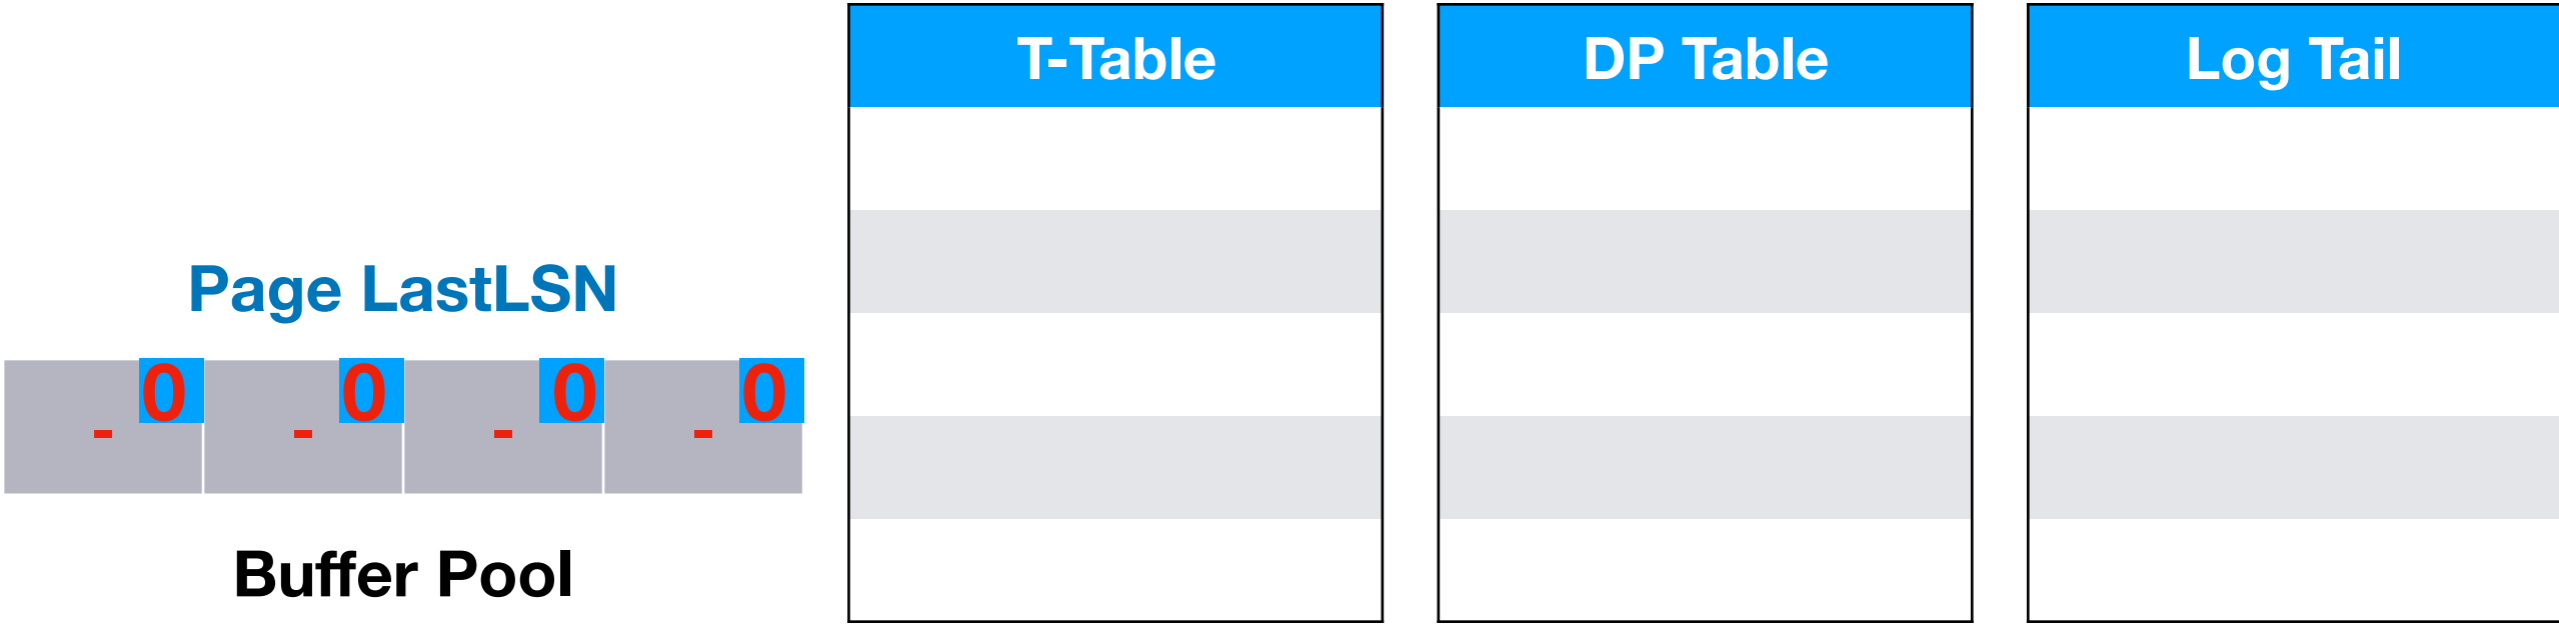 T-Table
DP Table
Log Tail
Page LastLSN
0 0 0 0
- - - -
Buffer Pool